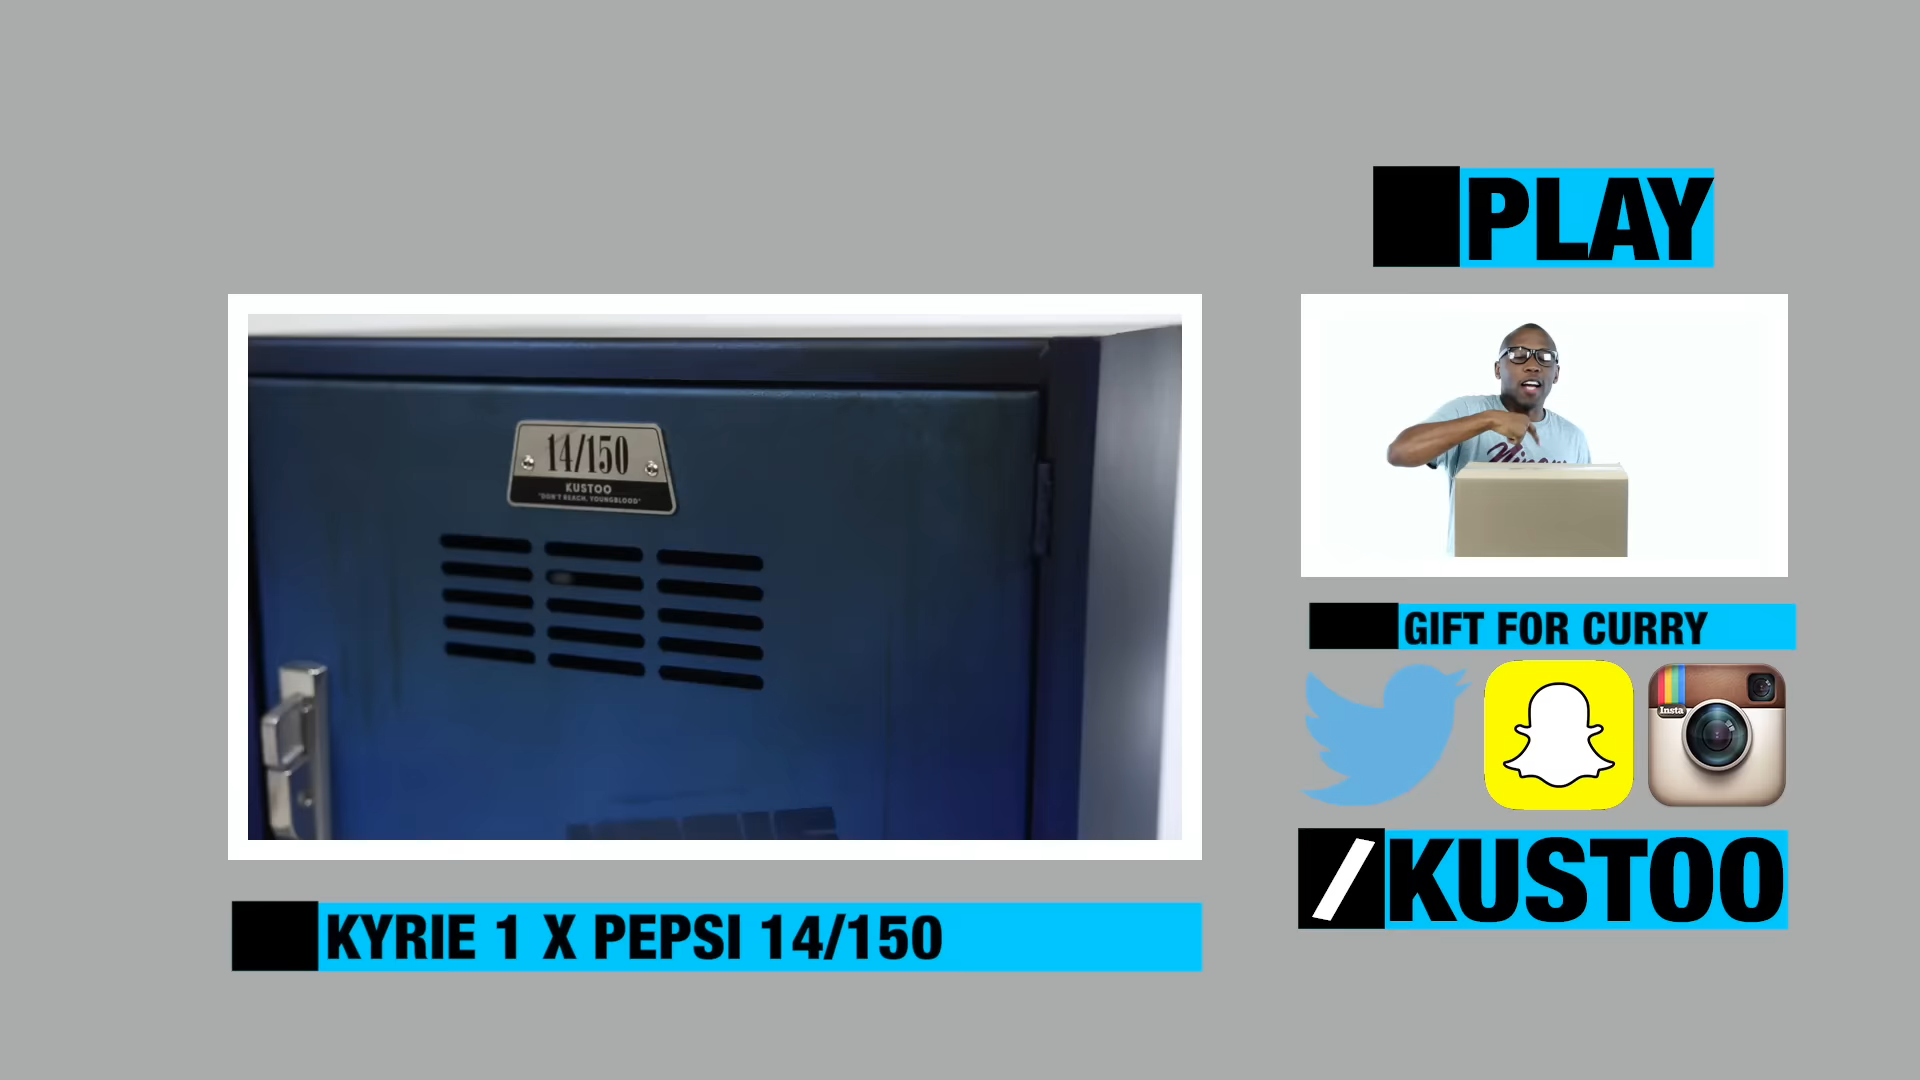 PLAY
14/150
KUSTOO
"DON'T REACH, YOUNGBLOOD"
GIFT FOR CURRY
Insta
/KUSTOO
KYRIE 1 X PEPSI 14/150